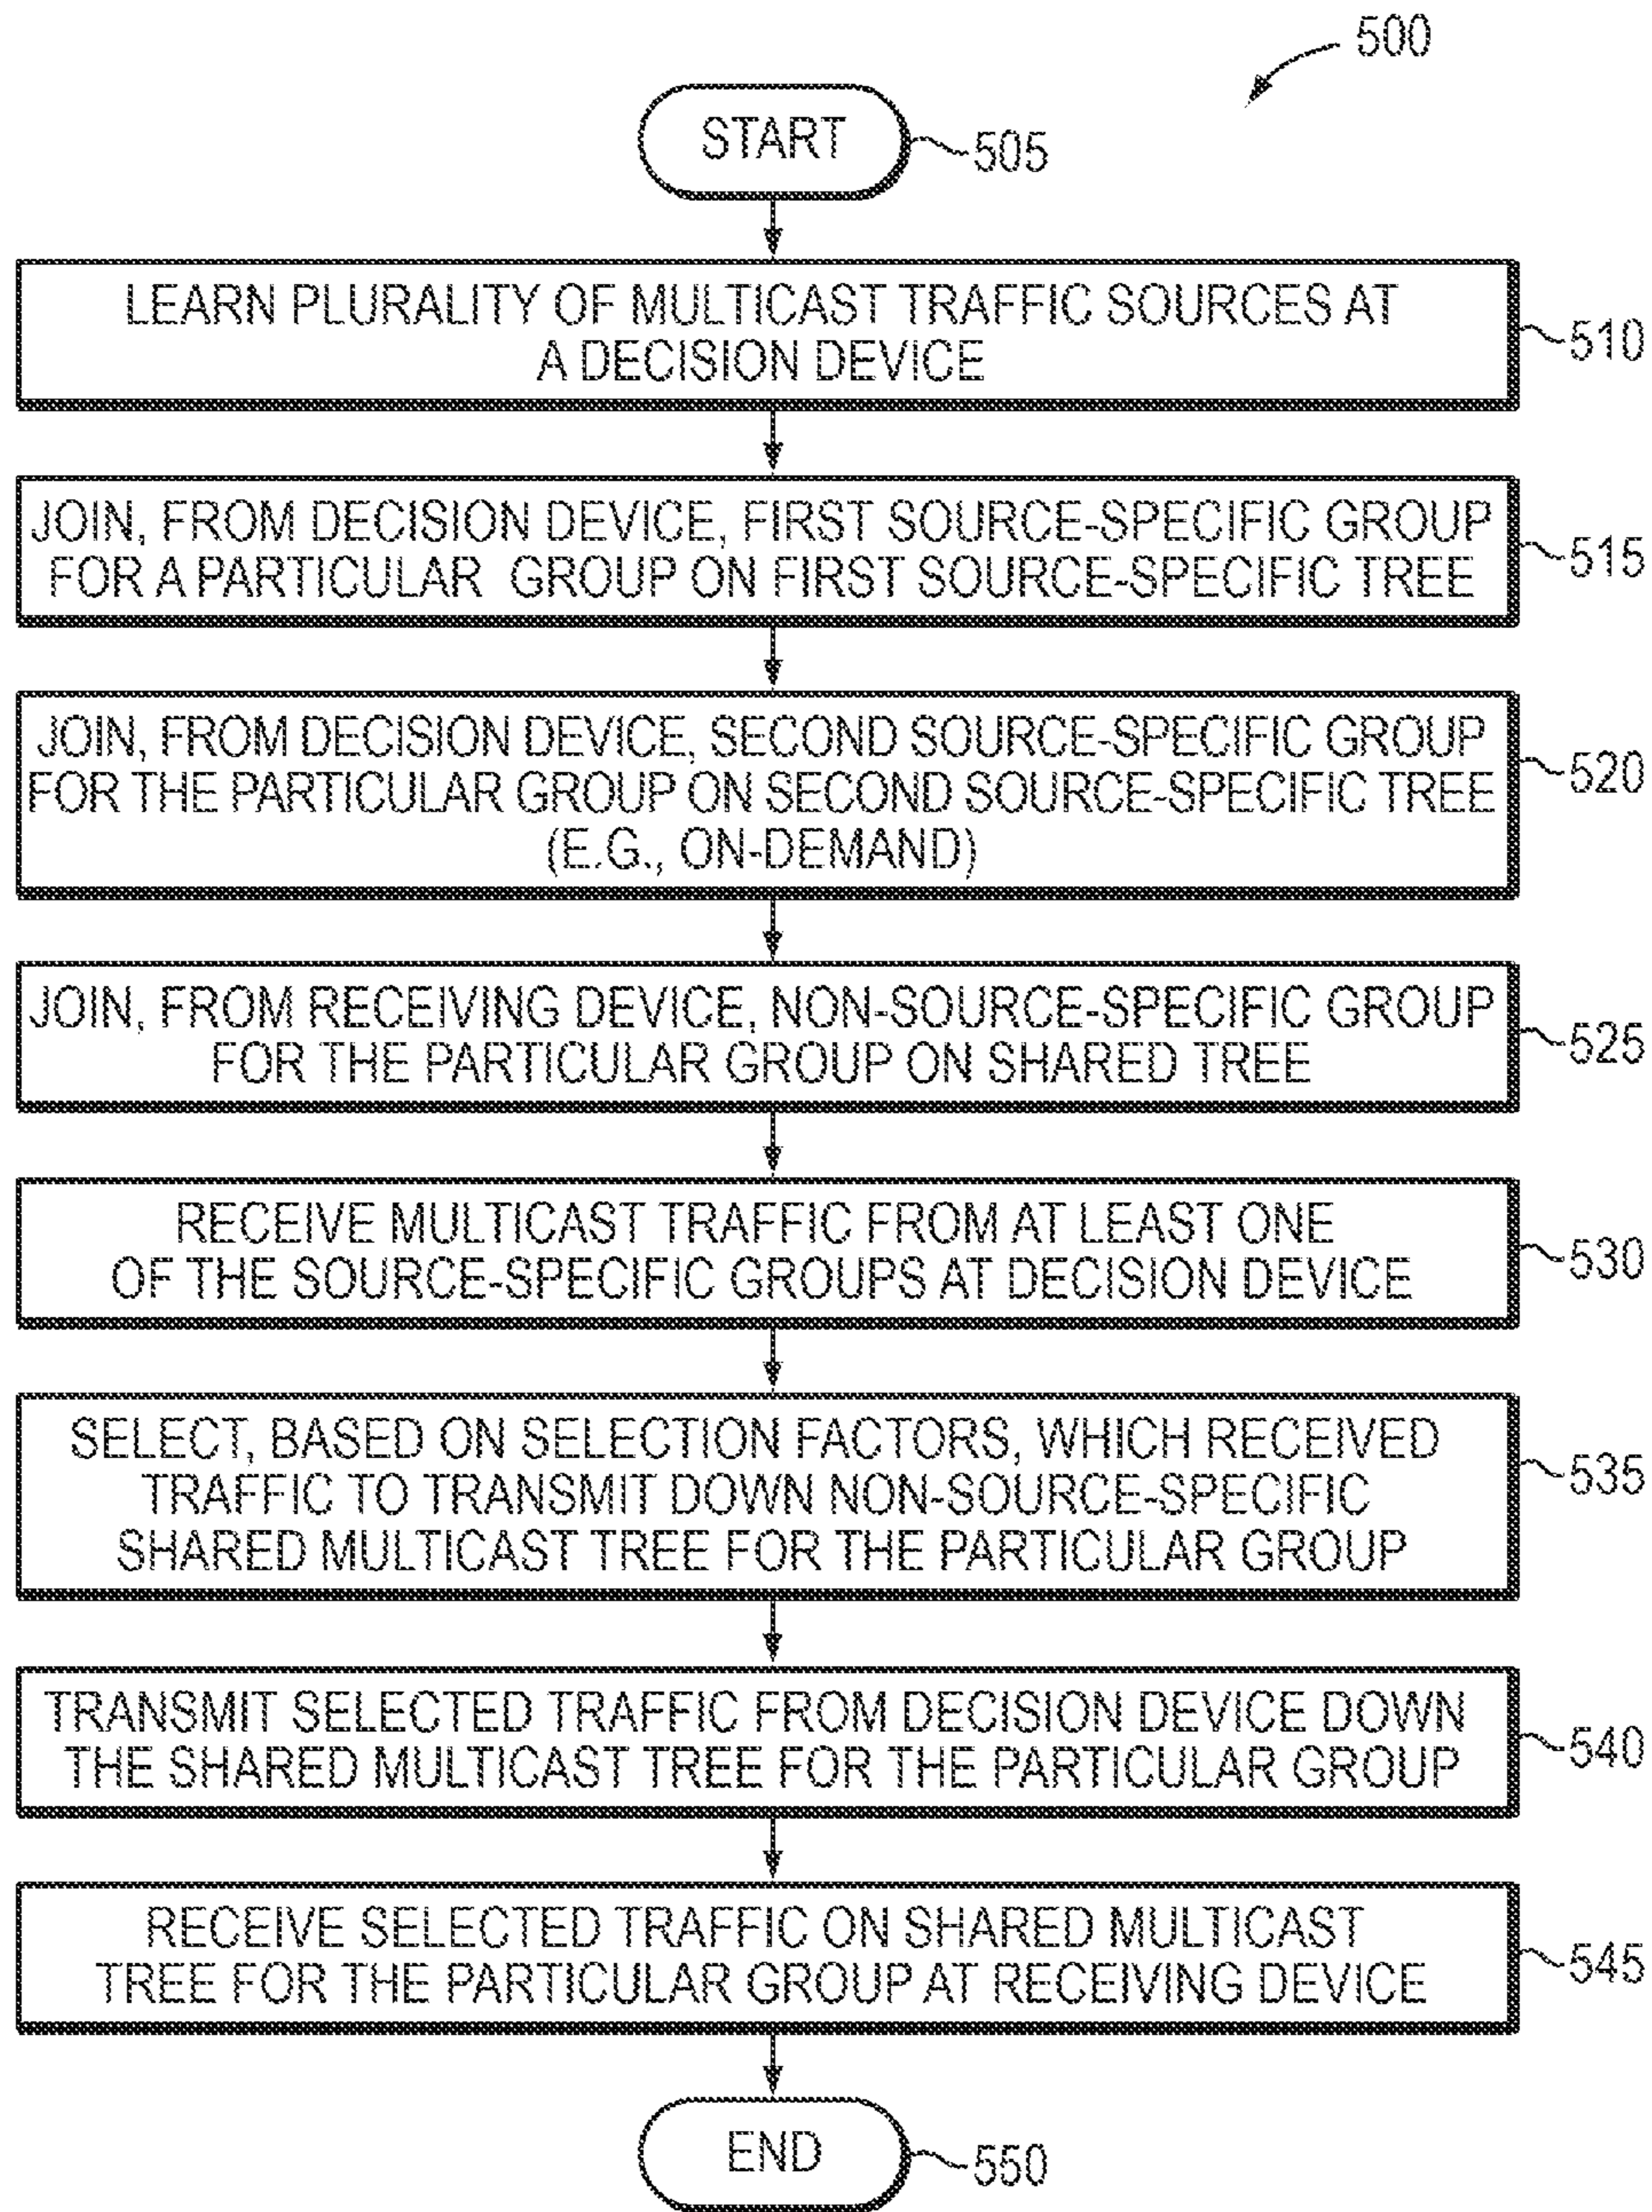 500
START
505
LEARN PLURALITY OF MULTICAST TRAFFIC SOURCES AT
A DECISION DEVICE
510
JOIN, FROM DECISION DEVICE, FIRST SOURCE-SPECIFIC GROUP
FOR A PARTICULAR GROUP ON FIRST SOURCE-SPECIFIC TREE
515
JOIN, FROM DECISION DEVICE, SECOND SOURCE-SPECIFIC GROUP
FOR THE PARTICULAR GROUP ON SECOND SOURCE-SPECIFIC TREE
(E.G., ON-DEMAND)
520
JOIN, FROM RECEIVING DEVICE, NON-SOURCE-SPECIFIC GROUP
FOR THE PARTICULAR GROUP ON SHARED TREE
525
RECEIVE MULTICAST TRAFFIC FROM AT LEAST ONE
OF THE SOURCE-SPECIFIC GROUPS AT DECISION DEVICE
530
SELECT, BASED ON SELECTION FACTORS, WHICH RECEIVED
TRAFFIC TO TRANSMIT DOWN NON-SOURCE-SPECIFIC
SHARED MULTICAST TREE FOR THE PARTICULAR GROUP
535
TRANSMIT SELECTED TRAFFIC FROM DECISION DEVICE DOWN
THE SHARED MULTICAST TREE FOR THE PARTICULAR GROUP
540
RECEIVE SELECTED TRAFFIC ON SHARED MULTICAST
TREE FOR THE PARTICULAR GROUP AT RECEIVING DEVICE
545
END
550